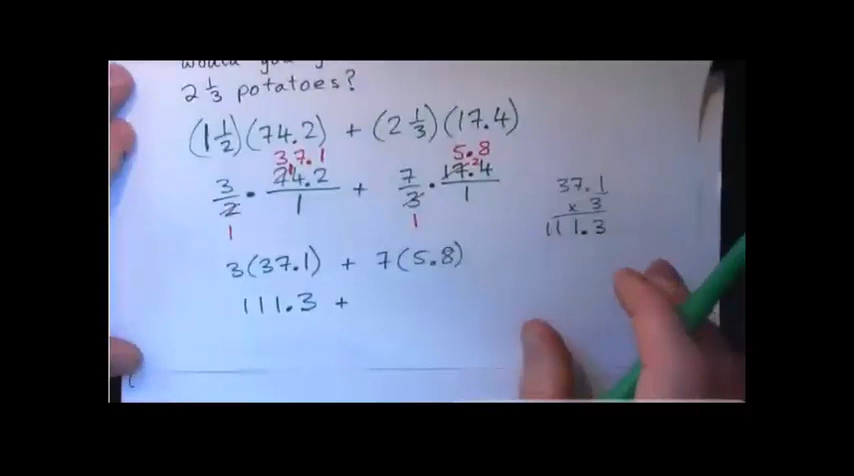 would you
2 1/3 potatoes?
(1 1/2)(74.2) + (2 1/3)(17.4)
37.1 5.8
3/2 · 74.2/1 + 7/3 · 17.4/1
1 1
37.1
x 3
111.3
3(37.1) + 7(5.8)
111.3 +